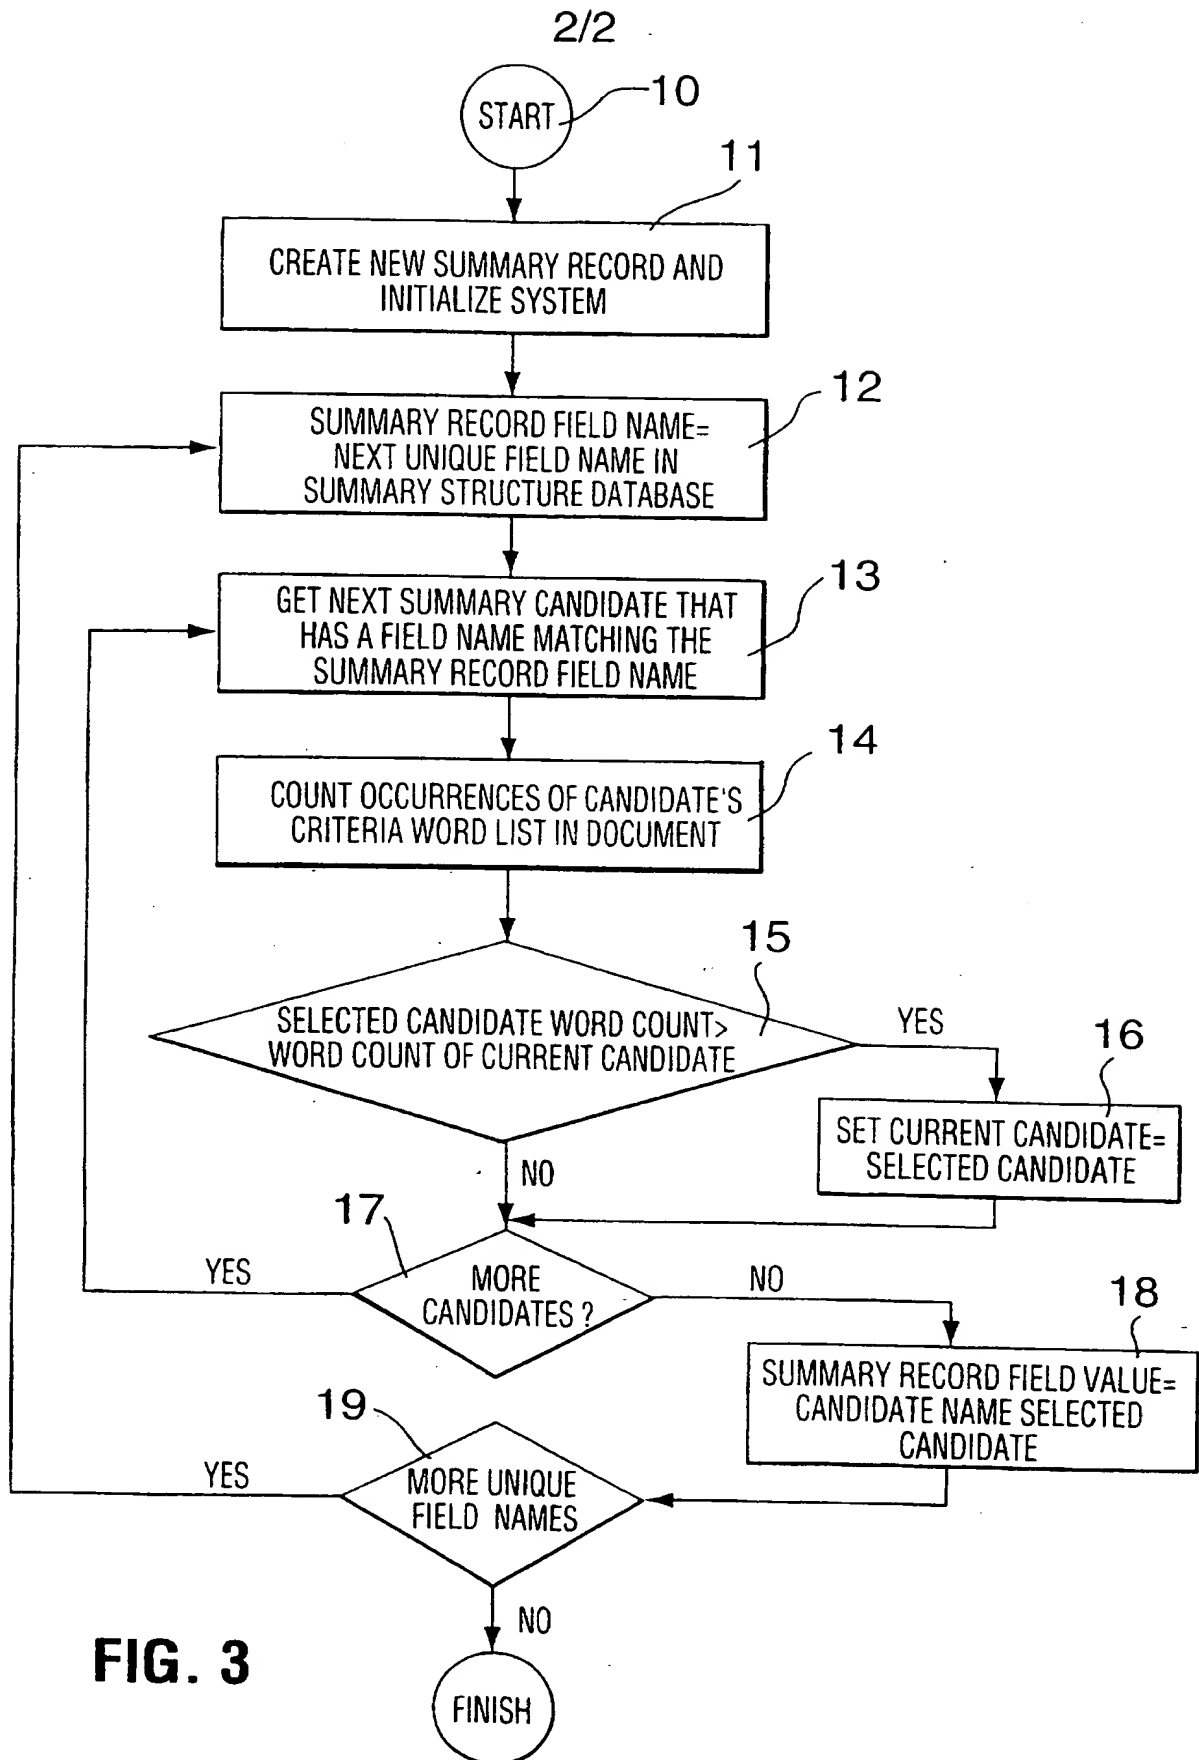 2/2
START
10
11
CREATE NEW SUMMARY RECORD AND
INITIALIZE SYSTEM
12
SUMMARY RECORD FIELD NAME=
NEXT UNIQUE FIELD NAME IN
SUMMARY STRUCTURE DATABASE
13
GET NEXT SUMMARY CANDIDATE THAT
HAS A FIELD NAME MATCHING THE
SUMMARY RECORD FIELD NAME
14
COUNT OCCURRENCES OF CANDIDATE'S
CRITERIA WORD LIST IN DOCUMENT
15
SELECTED CANDIDATE WORD COUNT>
WORD COUNT OF CURRENT CANDIDATE
YES
16
SET CURRENT CANDIDATE=
SELECTED CANDIDATE
NO
17
MORE
CANDIDATES ?
YES
NO
18
SUMMARY RECORD FIELD VALUE=
CANDIDATE NAME SELECTED
CANDIDATE
19
MORE UNIQUE
FIELD NAMES
YES
NO
FINISH
FIG. 3